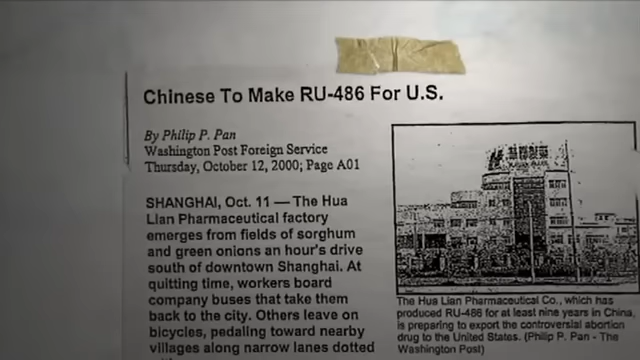 Chinese To Make RU-486 For U.S.
By Philip P. Pan
Washington Post Foreign Service
Thursday, October 12, 2000; Page A01
SHANGHAI, Oct. 11 — The Hua
Lian Pharmaceutical factory
emerges from fields of sorghum
and green onions an hour's drive
south of downtown Shanghai. At
quitting time, workers board
company buses that take them
back to the city. Others leave on
bicycles, pedaling toward nearby
villages along narrow lanes dotted
The Hua Lian Pharmaceutical Co., which has
produced RU-486 for at least nine years in China,
is preparing to export the controversial abortion
drug to the United States. (Philip P. Pan - The
Washington Post)